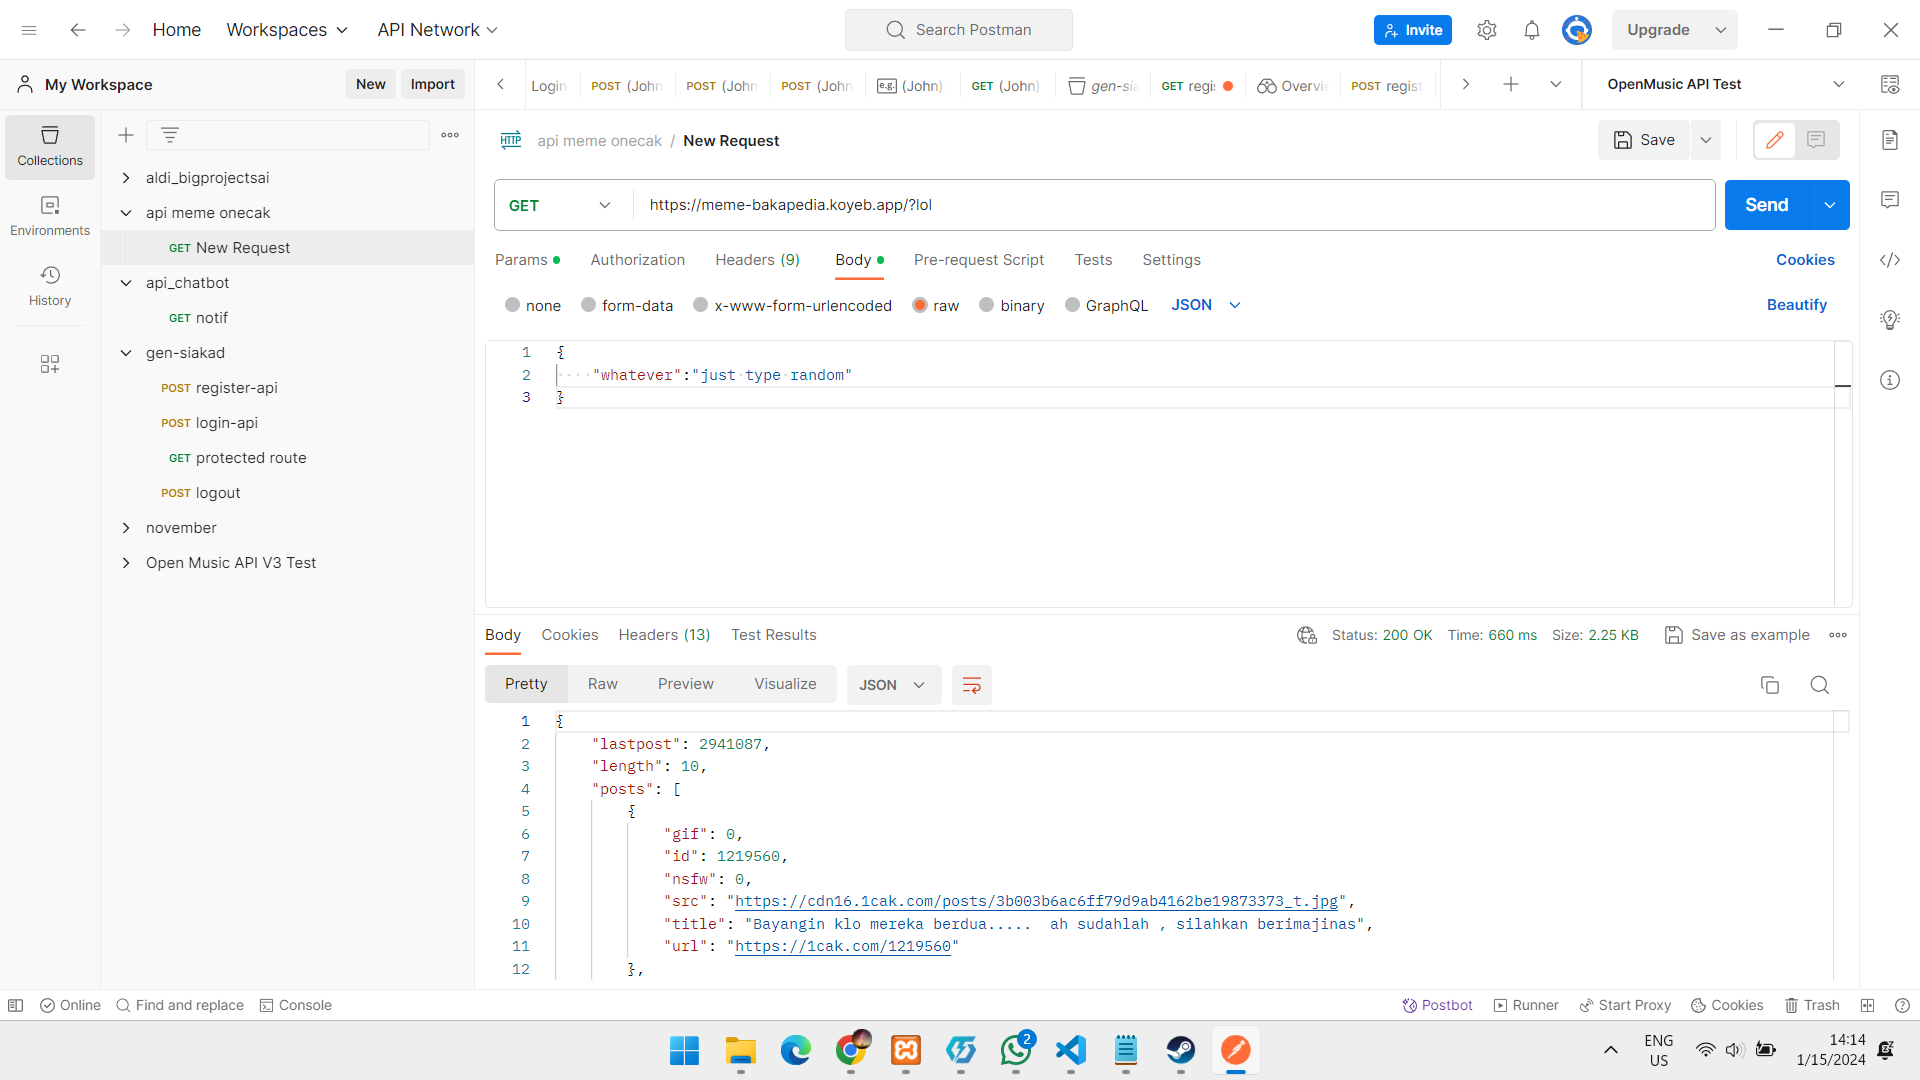 Home Workspaces API Network Search Postman Invite Upgrade
My Workspace New Import Login POST (John POST (John POST (John e.g. (John) GET (John) gen-sia GET regis Overvie POST regist OpenMusic API Test
Collections
Environments
History
aldi_bigprojectsai
api meme onecak
GET New Request
api_chatbot
GET notif
gen-siakad
POST register-api
POST login-api
GET protected route
POST logout
november
Open Music API V3 Test
HTTP api meme onecak / New Request Save
GET https://meme-bakapedia.koyeb.app/?lol Send
Params Authorization Headers (9) Body Pre-request Script Tests Settings Cookies
none form-data x-www-form-urlencoded raw binary GraphQL JSON Beautify
1 {
2 ····"whatever":"just·type·random"
3 }
Body Cookies Headers (13) Test Results Status: 200 OK Time: 660 ms Size: 2.25 KB Save as example
Pretty Raw Preview Visualize JSON
1 {
2 "lastpost": 2941087,
3 "length": 10,
4 "posts": [
5 {
6 "gif": 0,
7 "id": 1219560,
8 "nsfw": 0,
9 "src": "https://cdn16.1cak.com/posts/3b003b6ac6ff79d9ab4162be19873373_t.jpg",
10 "title": "Bayangin klo mereka berdua..... ah sudahlah , silahkan berimajinas",
11 "url": "https://1cak.com/1219560"
12 },
Online Find and replace Console Postbot Runner Start Proxy Cookies Trash
2
ENG
US
14:14
1/15/2024